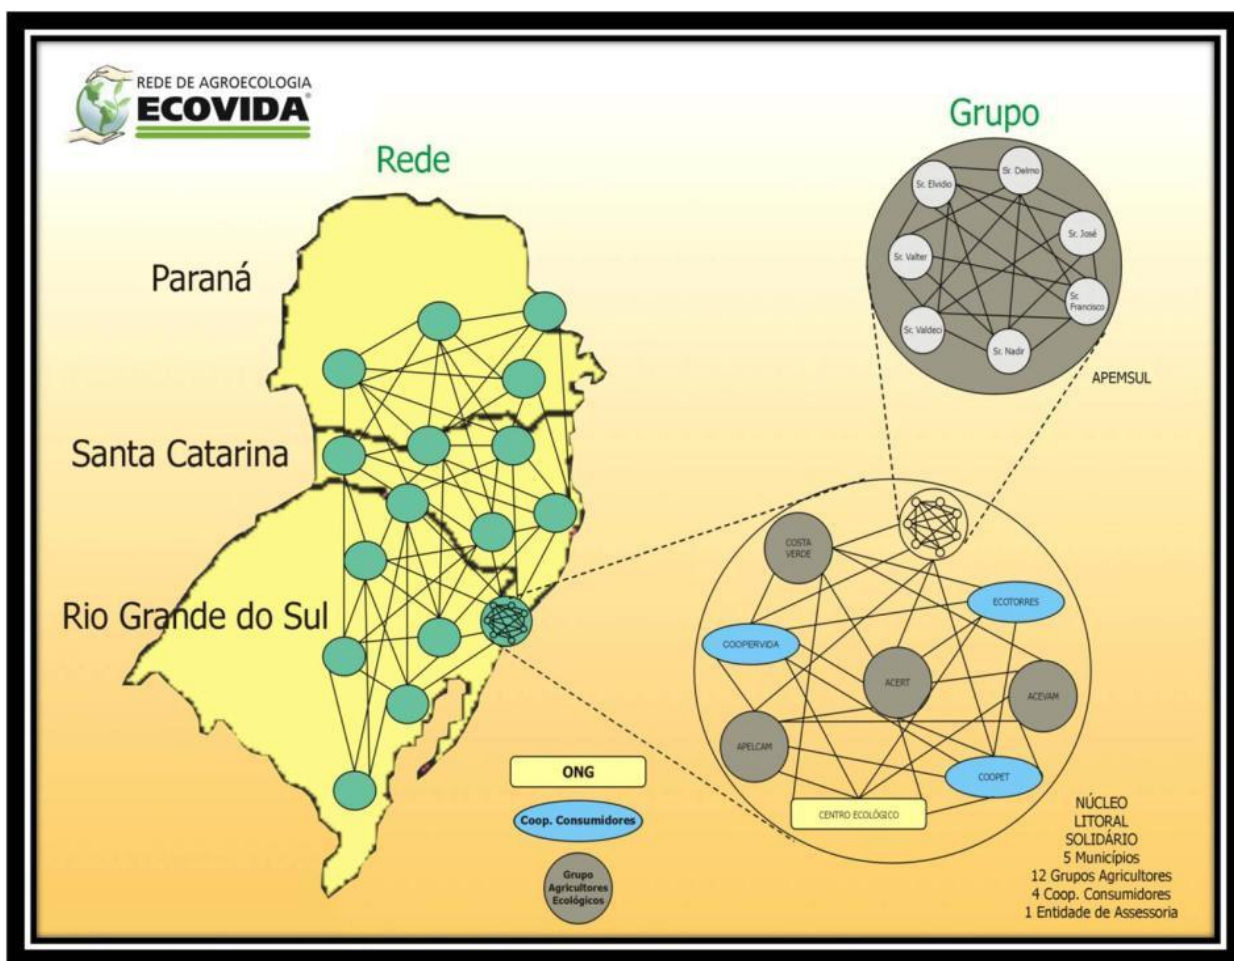 REDE DE AGROECOLOGIA
ECOVIDA®
Rede
Grupo
Paraná
Santa Catarina
Rio Grande do Sul
Sr. Elvidio
Sr. Delmo
Sr. José
Sr. Valter
Sr.
Francisco
Sr. Valdeci
Sr. Nadir
APEMSUL
COSTA
VERDE
ECOTORRES
COOPERVIDA
ACERT
ACEVAM
APELCAM
COOPET
CENTRO ECOLÓGICO
ONG
Coop. Consumidores
Grupo
Agricultores
Ecológicos
NÚCLEO
LITORAL
SOLIDÁRIO
5 Municípios
12 Grupos Agricultores
4 Coop. Consumidores
1 Entidade de Assessoria